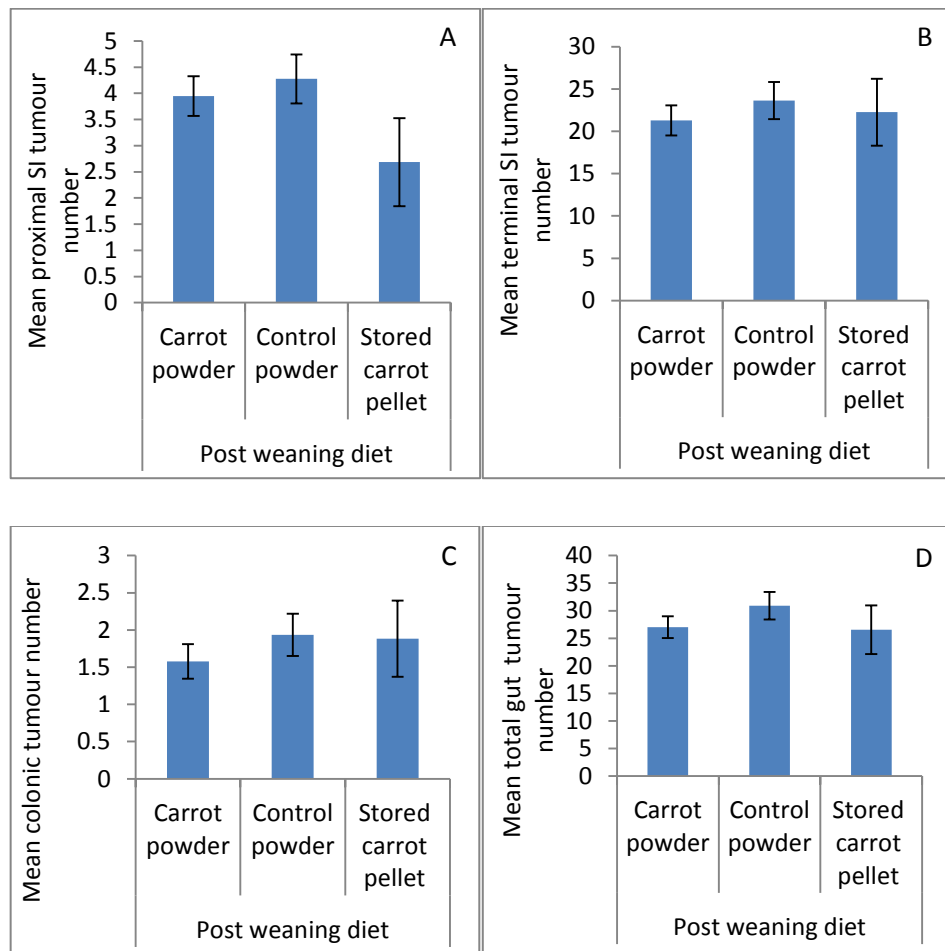 A
Mean proximal SI tumour
number
5
4.5
4
3.5
3
2.5
2
1.5
1
0.5
0
Carrot
powder
Control
powder
Stored
carrot
pellet
Post weaning diet
B
Mean terminal SI tumour
number
30
25
20
15
10
5
0
Carrot
powder
Control
powder
Stored
carrot
pellet
Post weaning diet
C
Mean colonic tumour number
3
2.5
2
1.5
1
0.5
0
Carrot
powder
Control
powder
Stored
carrot
pellet
Post weaning diet
D
Mean total gut tumour
number
40
35
30
25
20
15
10
5
0
Carrot
powder
Control
powder
Stored
carrot
pellet
Post weaning diet